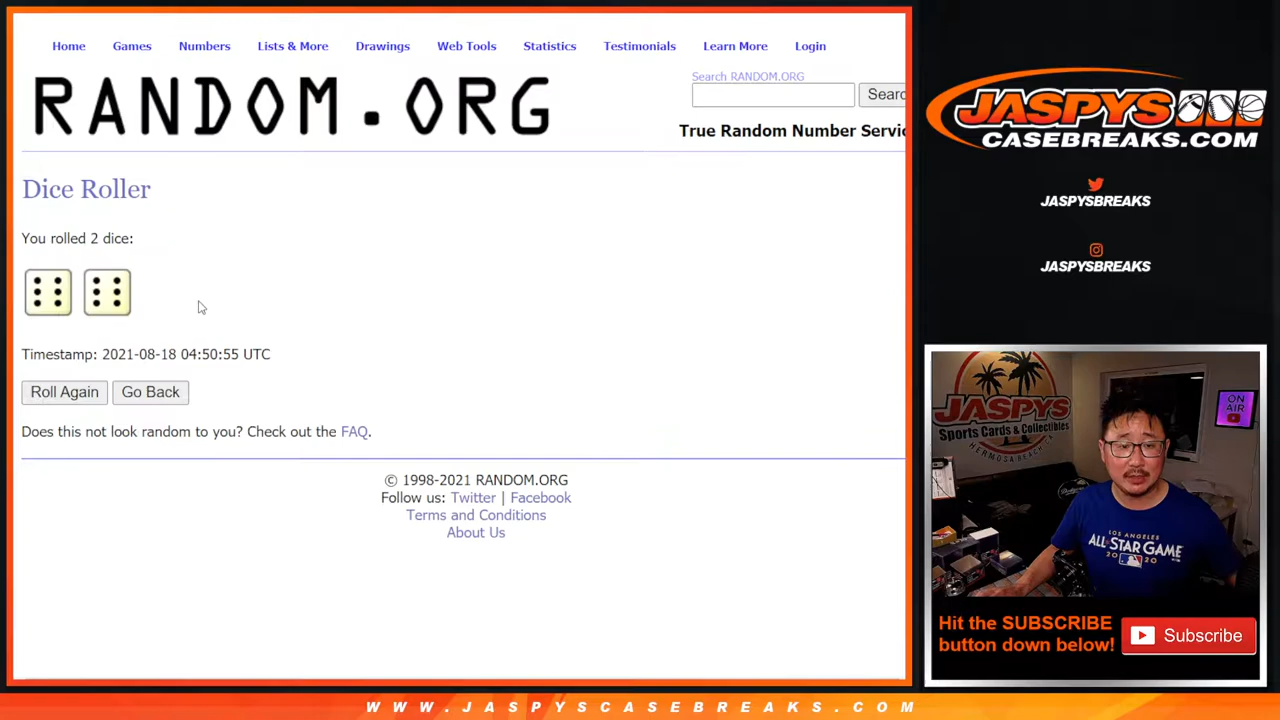 Home Games Numbers Lists & More Drawings Web Tools Statistics Testimonials Learn More Login
RANDOM.ORG
Search RANDOM.ORG
Searc
True Random Number Servic
Dice Roller
You rolled 2 dice:
Timestamp: 2021-08-18 04:50:55 UTC
Roll Again Go Back
Does this not look random to you? Check out the FAQ.
© 1998-2021 RANDOM.ORG
Follow us: Twitter | Facebook
Terms and Conditions
About Us
JASPYS
CASEBREAKS.COM
JASPYSBREAKS
JASPYSBREAKS
JASPYS
Sports Cards & Collectibles
HERMOSA BEACH, CA
ON
AIR
Dodgers
LOS ANGELES
ALL-STAR GAME
2020
Hit the SUBSCRIBE
button down below!
Subscribe
WWW.JASPYSCASEBREAKS.COM